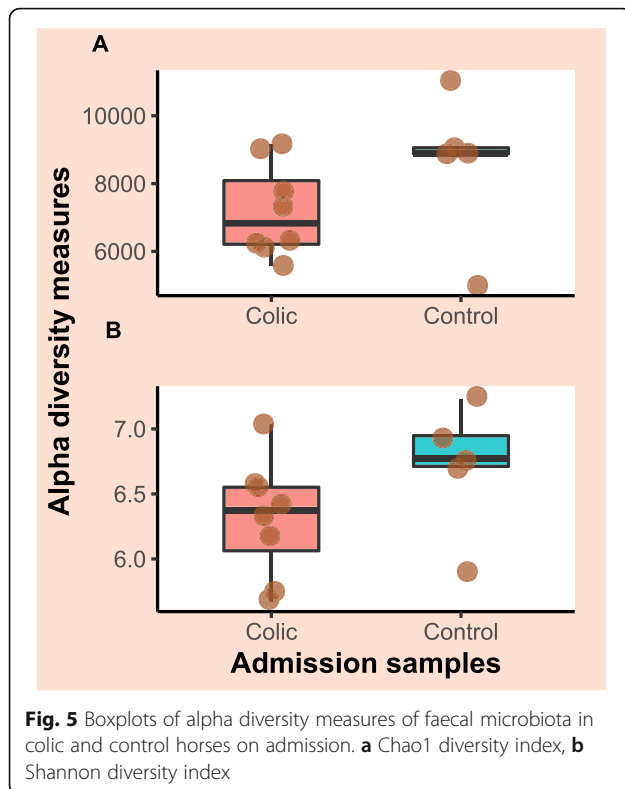 A
10000
8000
6000
Colic Control
B
7.0
6.5
6.0
Colic Control
Alpha diversity measures
Admission samples
Fig. 5 Boxplots of alpha diversity measures of faecal microbiota in
colic and control horses on admission. a Chao1 diversity index, b
Shannon diversity index